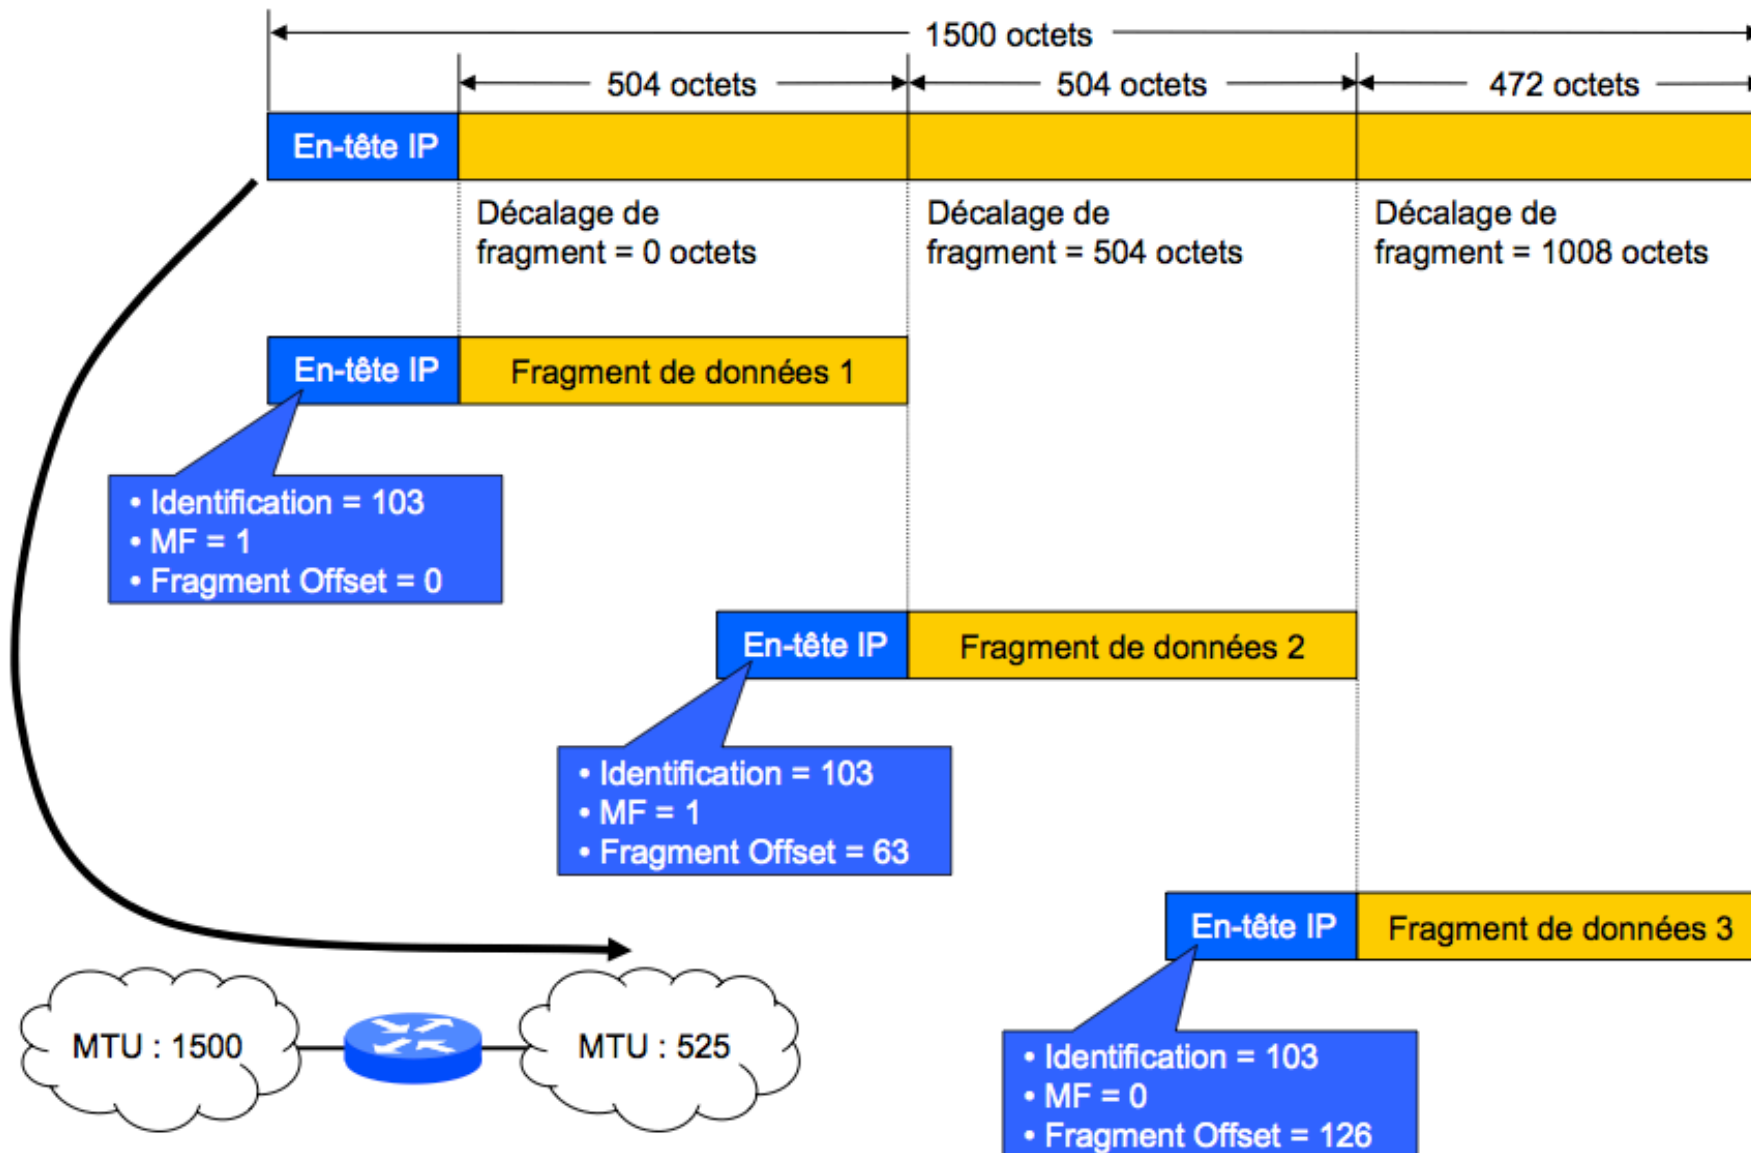 1500 octets
504 octets
504 octets
472 octets
En-tête IP
Décalage de
fragment = 0 octets
Décalage de
fragment = 504 octets
Décalage de
fragment = 1008 octets
En-tête IP
Fragment de données 1
• Identification = 103
• MF = 1
• Fragment Offset = 0
En-tête IP
Fragment de données 2
• Identification = 103
• MF = 1
• Fragment Offset = 63
En-tête IP
Fragment de données 3
MTU : 1500
MTU : 525
• Identification = 103
• MF = 0
• Fragment Offset = 126